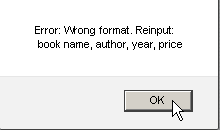 Error: Wrong format. Reinput:
book name, author, year, price
OK